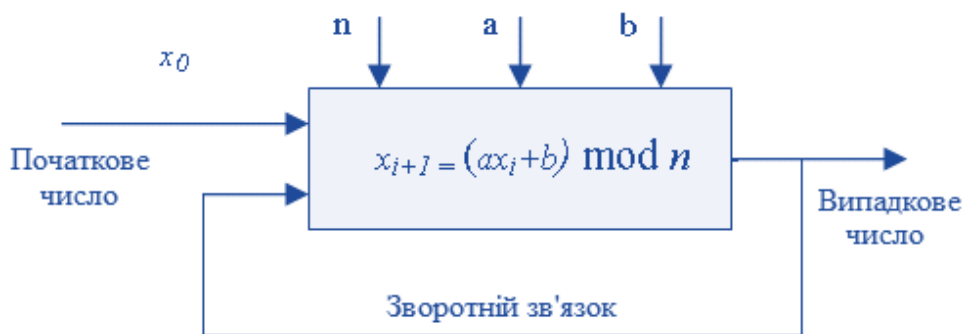 n a b
x₀
Початкове
число
xᵢ₊₁ = (axᵢ+b) mod n
Випадкове
число
Зворотній зв'язок